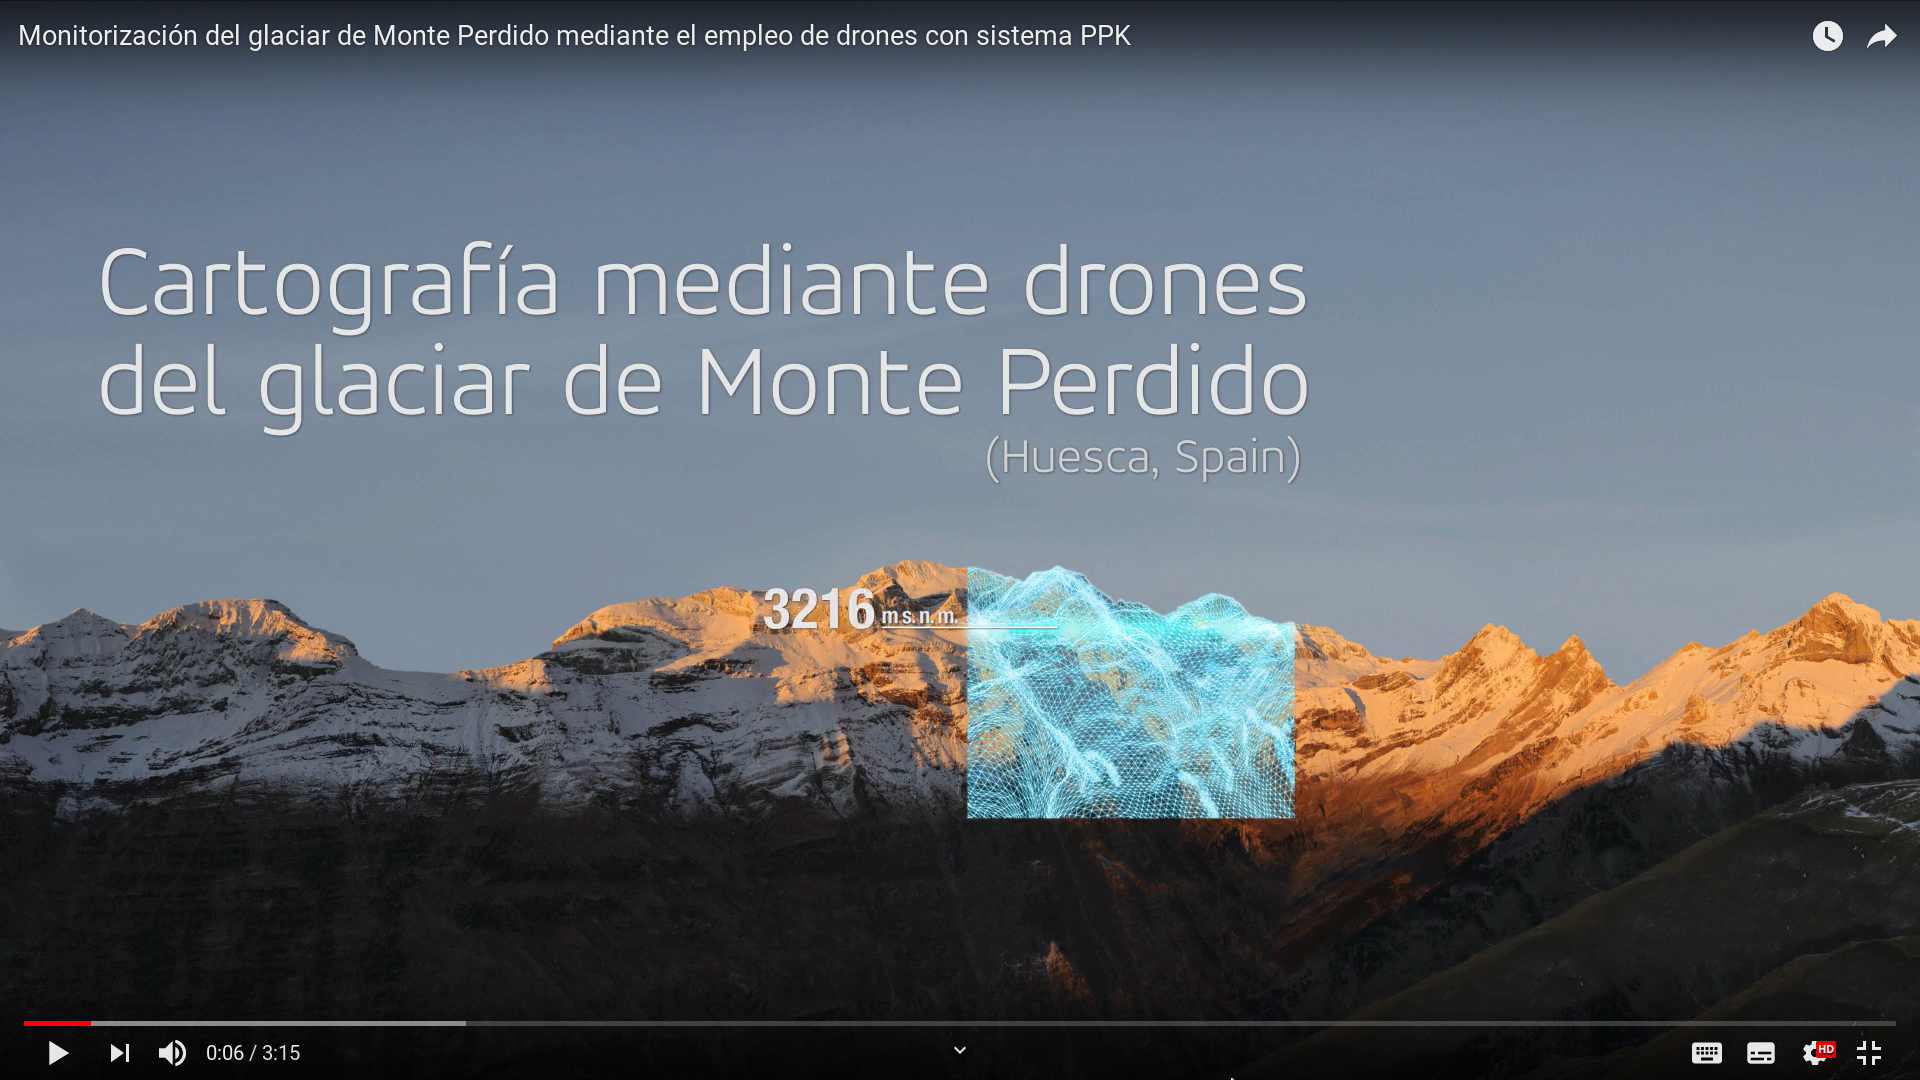 Monitorización del glaciar de Monte Perdido mediante el empleo de drones con sistema PPK
Cartografía mediante drones
del glaciar de Monte Perdido
(Huesca, Spain)
3216 m s. n. m.
0:06 / 3:15
HD